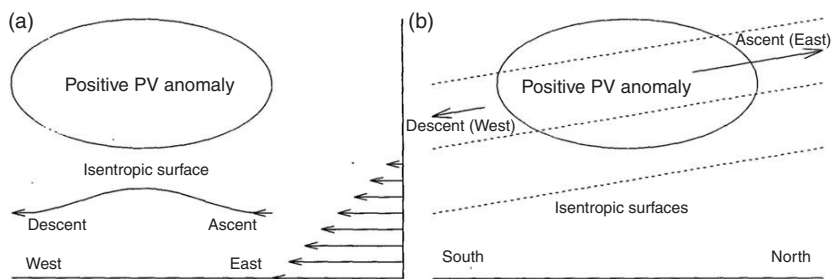 (a)
Positive PV anomaly
Isentropic surface
Descent
Ascent
West
East
(b)
Ascent (East)
Positive PV anomaly
Descent (West)
Isentropic surfaces
South
North